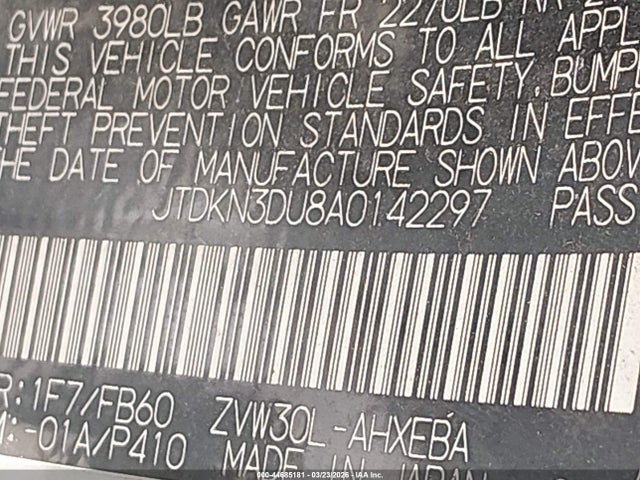 GVWR 3980LB GAWR FR 2270LB RR
THIS VEHICLE CONFORMS TO ALL APPL
FEDERAL MOTOR VEHICLE SAFETY, BUMP
THEFT PREVENTION STANDARDS IN EFFE
THE DATE OF MANUFACTURE SHOWN ABOV
JTDKN3DU8A0142297 PASS
R:1F7/FB60 ZVW30L-AHXEBA
M:-01A/P410 MADE IN JAPAN
000-44685181 - 03/23/2026 - IAA Inc.